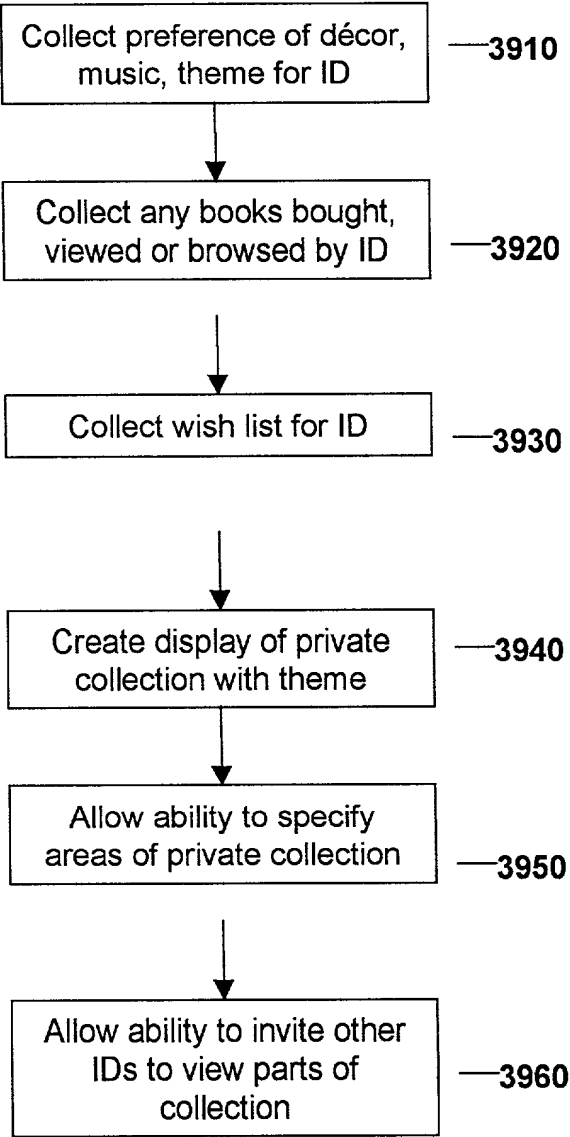 Collect preference of décor,
music, theme for ID
3910
Collect any books bought,
viewed or browsed by ID
3920
Collect wish list for ID
3930
Create display of private
collection with theme
3940
Allow ability to specify
areas of private collection
3950
Allow ability to invite other
IDs to view parts of
collection
3960